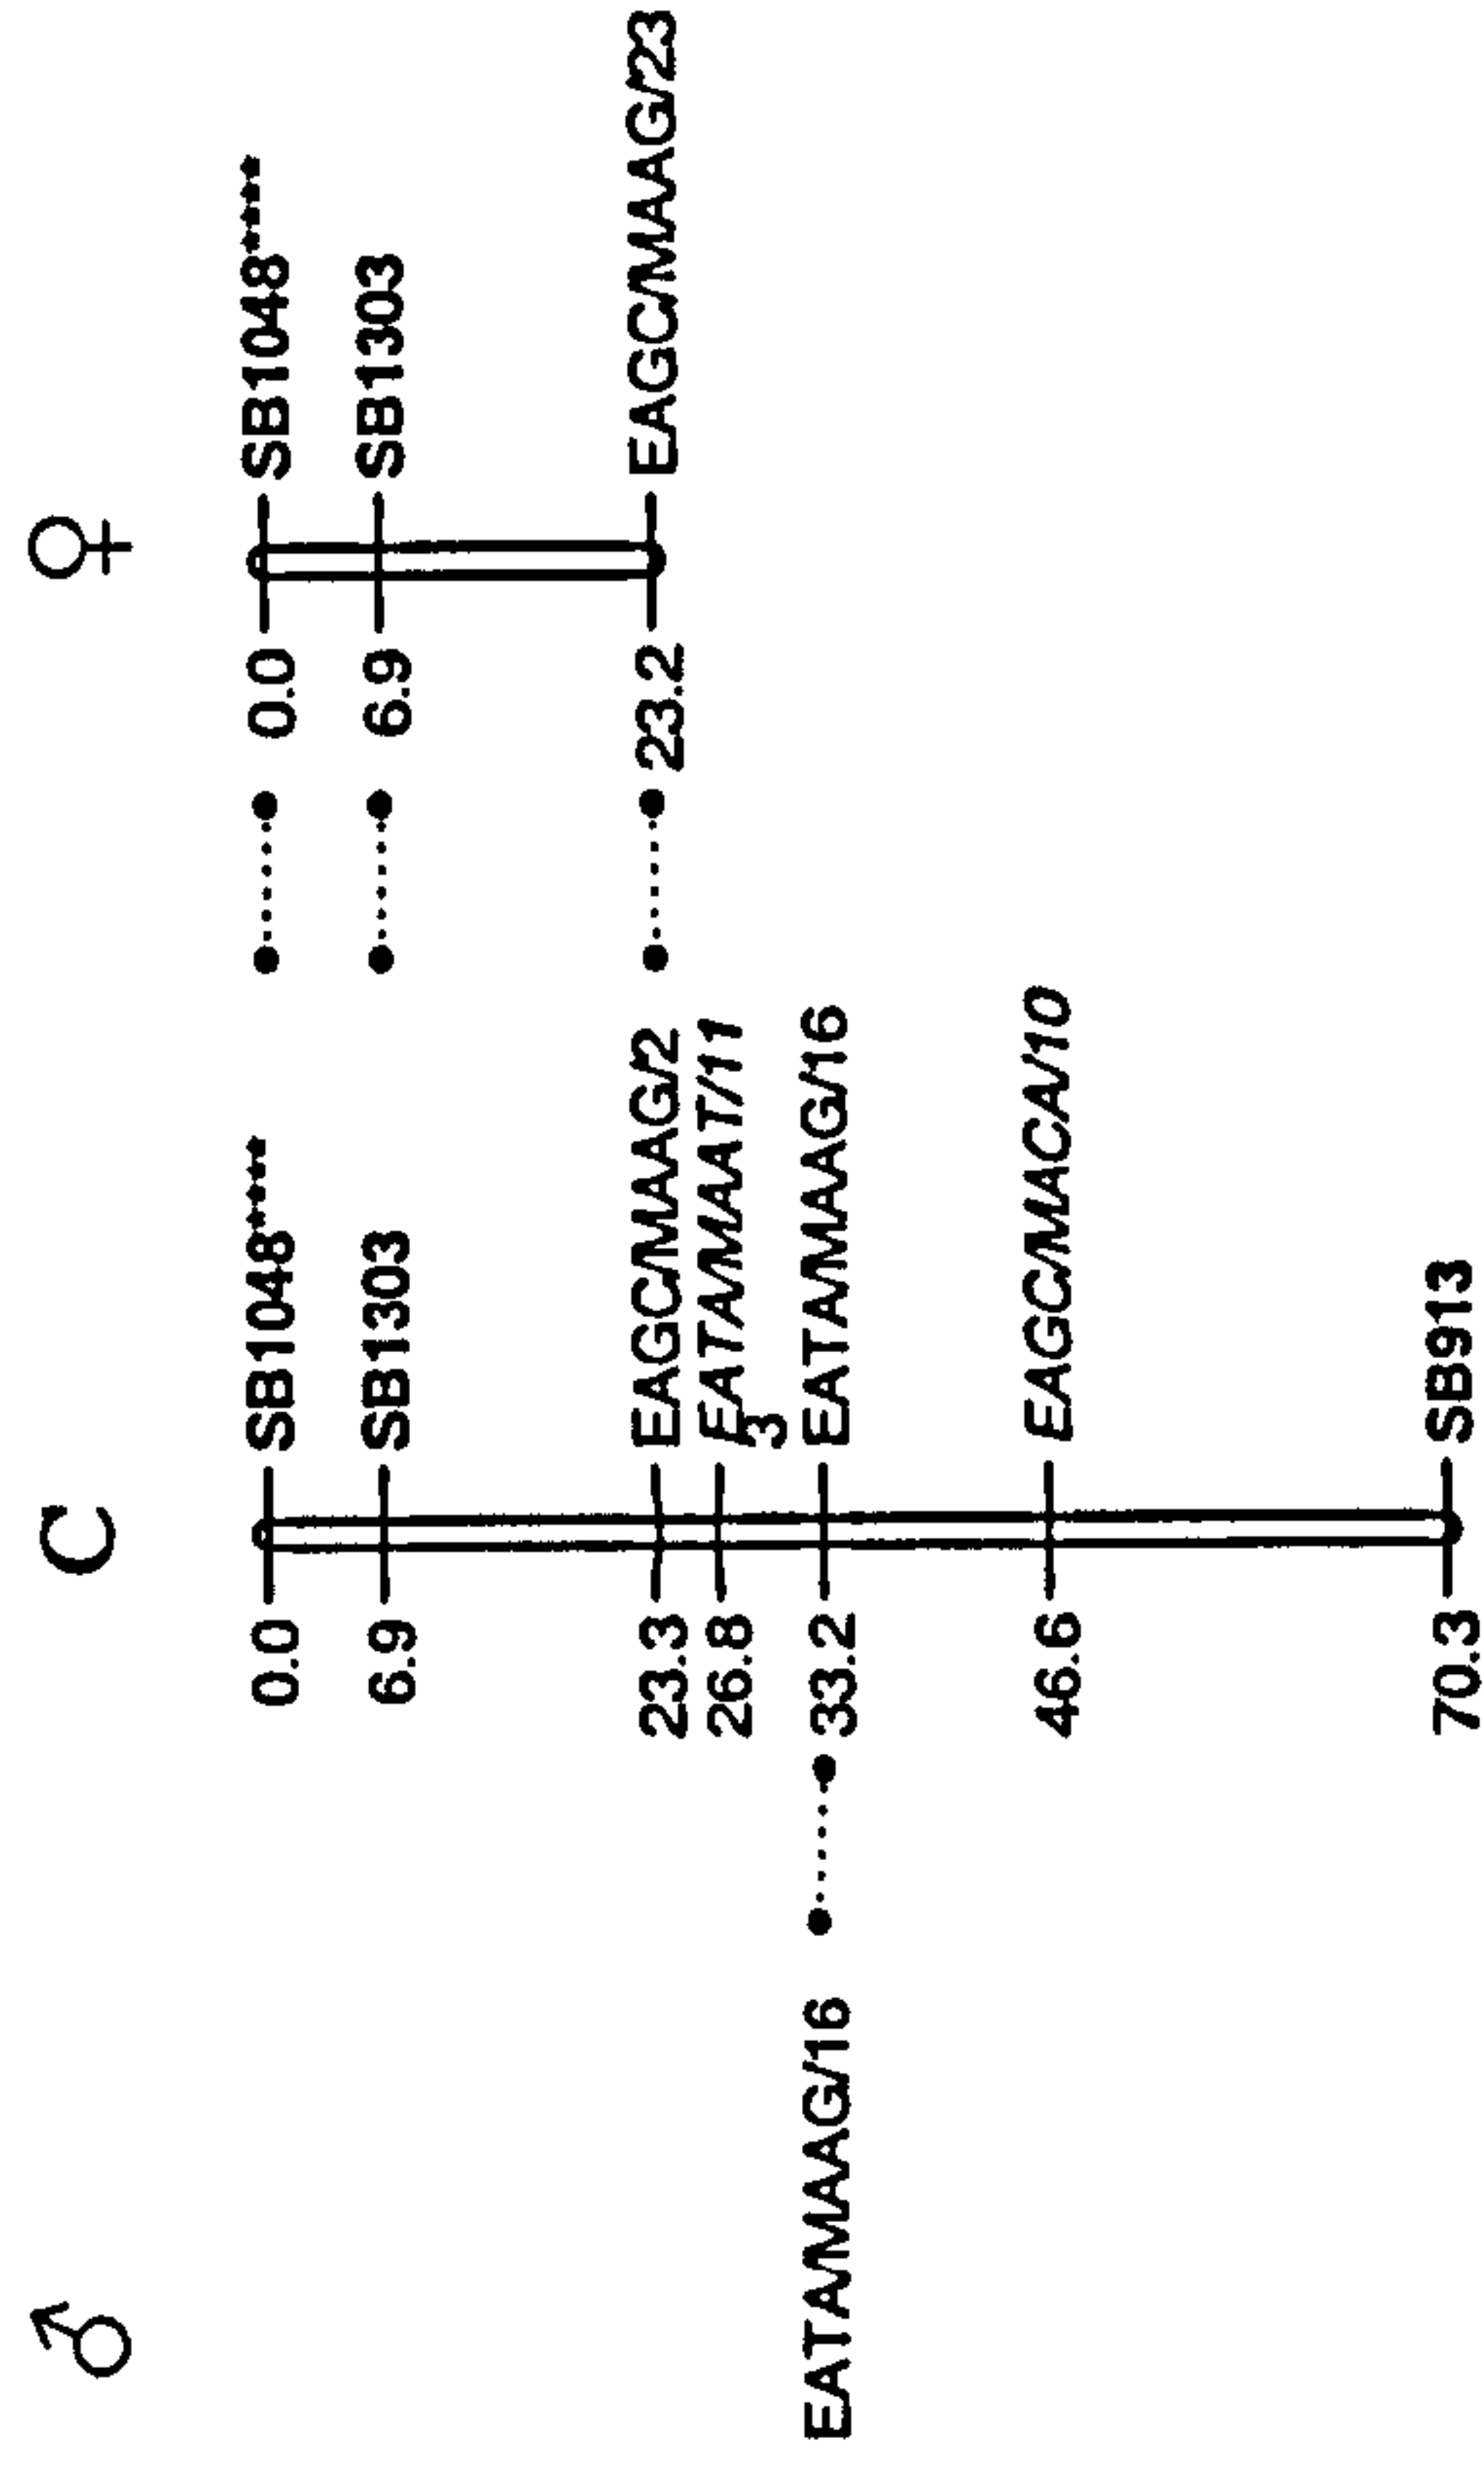 ♂ C ♀
0.0 SB1048**** 0.0 SB1048****
6.9 SB1303 6.9 SB1303
23.3 EAGC/MAAG/2 23.2 EAGC/MAAG/23
26.8 EATA/MAAT/11
3
EATA/MAAG/16 33.2 EATA/MAAG/16
46.6 EAGC/MACA/10
70.3 SB913